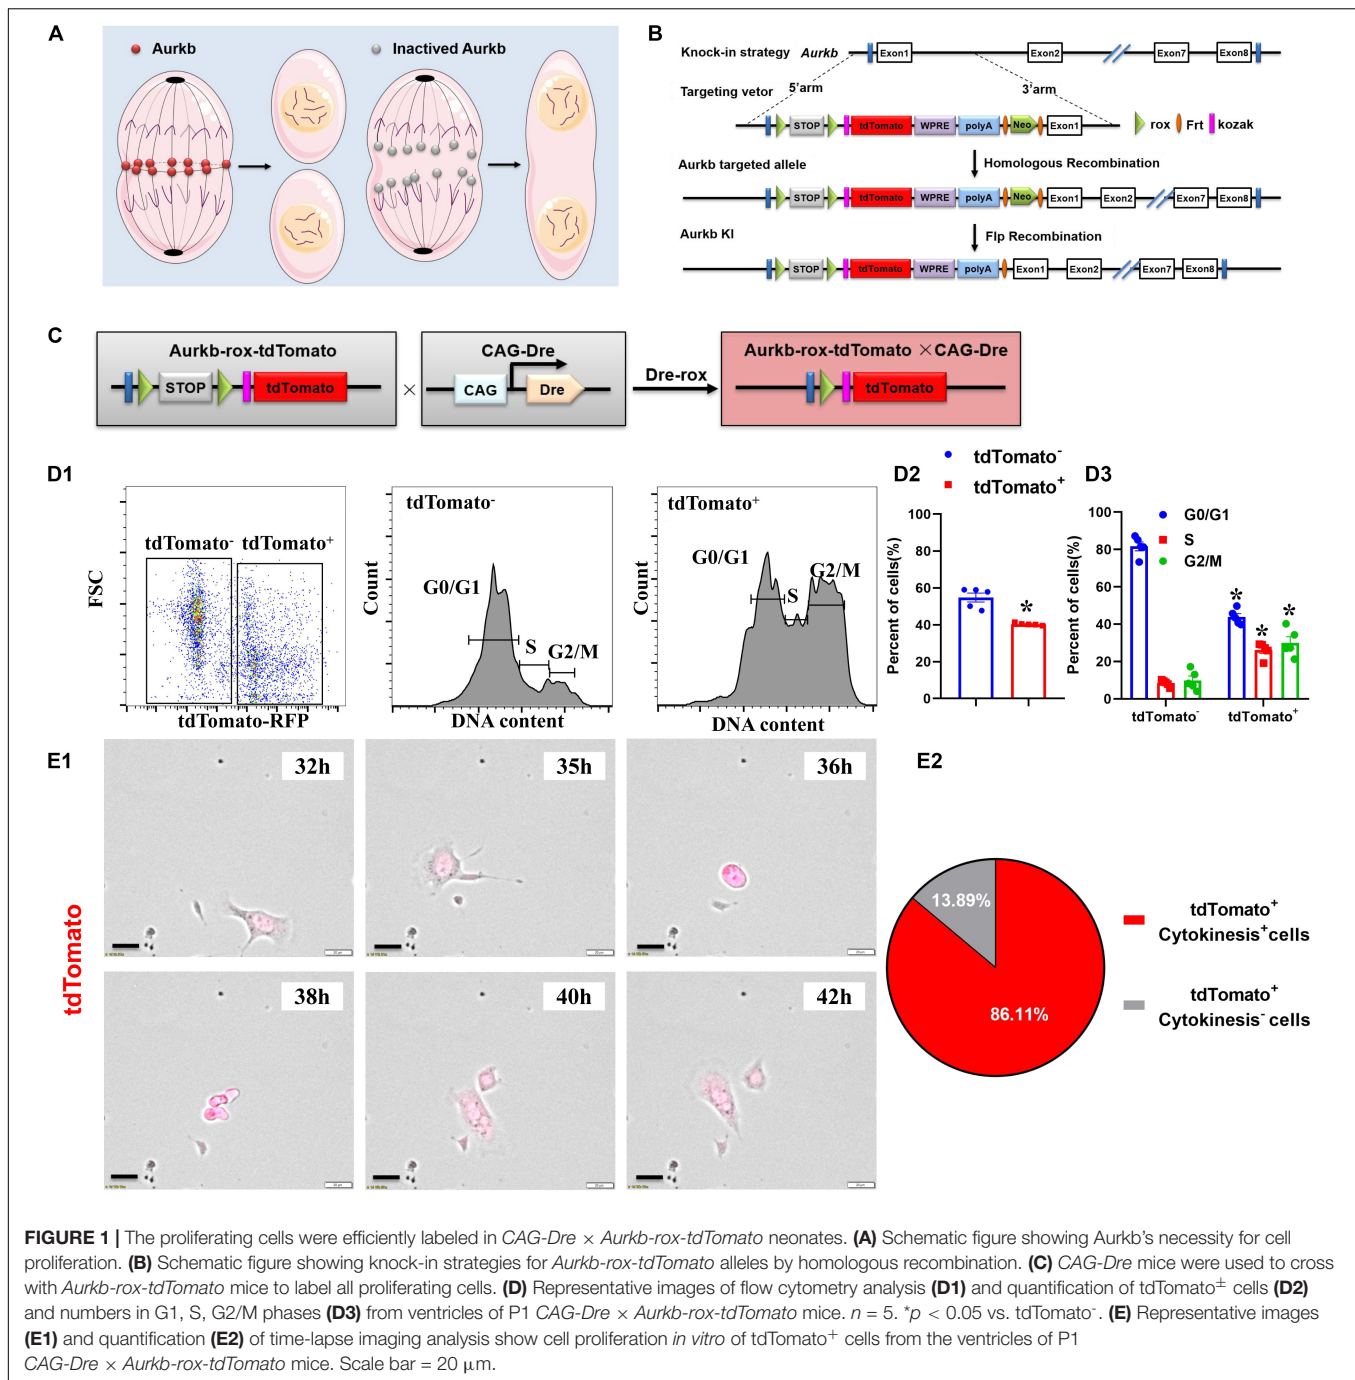 A
Aurkb
Inactived Aurkb
B
Knock-in strategy
Aurkb
Exon1
Exon2
Exon7
Exon8
Targeting vetor
5'arm
3'arm
STOP
tdTomato
WPRE
polyA
Neo
Exon1
rox
Frt
kozak
Aurkb targeted allele
Homologous Recombination
STOP
tdTomato
WPRE
polyA
Neo
Exon1
Exon2
Exon7
Exon8
Aurkb KI
Flp Recombination
STOP
tdTomato
WPRE
polyA
Exon1
Exon2
Exon7
Exon8
C
Aurkb-rox-tdTomato
STOP
tdTomato
×
CAG-Dre
CAG
Dre
Dre-rox
Aurkb-rox-tdTomato ×CAG-Dre
tdTomato
D1
FSC
tdTomato-
tdTomato+
tdTomato-RFP
tdTomato-
Count
G0/G1
S
G2/M
DNA content
tdTomato+
Count
G0/G1
S
G2/M
DNA content
D2
tdTomato-
tdTomato+
Percent of cells(%)
100
80
60
40
20
0
*
D3
G0/G1
S
G2/M
Percent of cells(%)
100
80
60
40
20
0
*
*
*
tdTomato-
tdTomato+
E1
tdTomato
32h
35h
36h
38h
40h
42h
E2
13.89%
86.11%
tdTomato+
Cytokinesis+cells
tdTomato+
Cytokinesis- cells
FIGURE 1 | The proliferating cells were efficiently labeled in CAG-Dre × Aurkb-rox-tdTomato neonates. (A) Schematic figure showing Aurkb's necessity for cell
proliferation. (B) Schematic figure showing knock-in strategies for Aurkb-rox-tdTomato alleles by homologous recombination. (C) CAG-Dre mice were used to cross
with Aurkb-rox-tdTomato mice to label all proliferating cells. (D) Representative images of flow cytometry analysis (D1) and quantification of tdTomato± cells (D2)
and numbers in G1, S, G2/M phases (D3) from ventricles of P1 CAG-Dre × Aurkb-rox-tdTomato mice. n = 5. *p < 0.05 vs. tdTomato-. (E) Representative images
(E1) and quantification (E2) of time-lapse imaging analysis show cell proliferation in vitro of tdTomato+ cells from the ventricles of P1
CAG-Dre × Aurkb-rox-tdTomato mice. Scale bar = 20 μm.